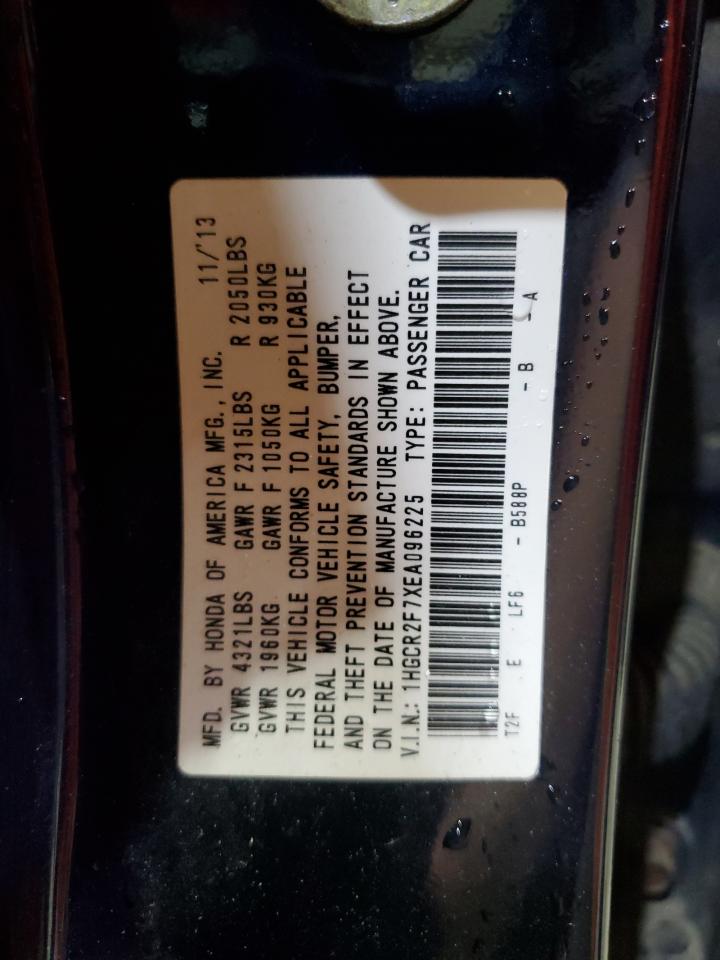 MFD. BY HONDA OF AMERICA MFG., INC. 11/'13
GVWR 4321LBS GAWR F 2315LBS R 2050LBS
GVWR 1960KG GAWR F 1050KG R 930KG
THIS VEHICLE CONFORMS TO ALL APPLICABLE
FEDERAL MOTOR VEHICLE SAFETY, BUMPER,
AND THEFT PREVENTION STANDARDS IN EFFECT
ON THE DATE OF MANUFACTURE SHOWN ABOVE.
V.I.N.: 1HGCR2F7XEA096225 TYPE: PASSENGER CAR
T2F E LF6 - B588P - B - A